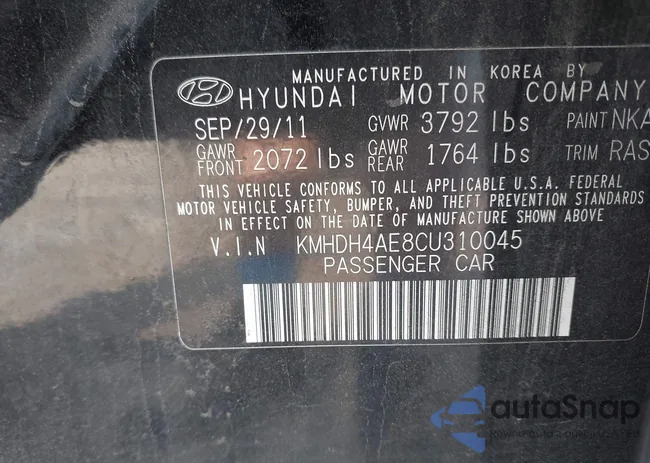 MANUFACTURED IN KOREA BY
HYUNDAI MOTOR COMPANY
SEP/29/11 GVWR 3792 lbs PAINT NKA
GAWR FRONT 2072 lbs GAWR REAR 1764 lbs TRIM RAS
THIS VEHICLE CONFORMS TO ALL APPLICABLE U.S.A. FEDERAL
MOTOR VEHICLE SAFETY, BUMPER, AND THEFT PREVENTION STANDARDS
IN EFFECT ON THE DATE OF MANUFACTURE SHOWN ABOVE
V.I.N KMHDH4AE8CU310045
PASSENGER CAR
autoSnap